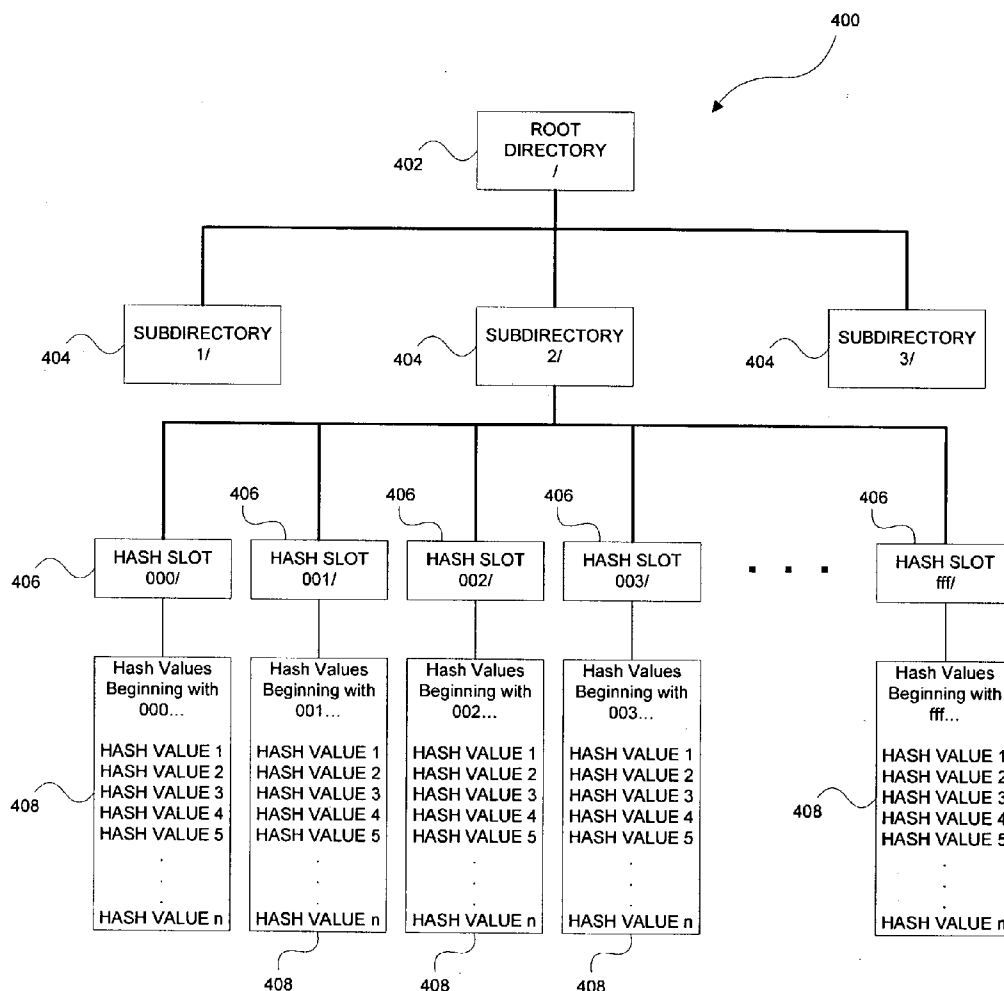 400
ROOT
DIRECTORY
/
402
SUBDIRECTORY
1/
404
SUBDIRECTORY
2/
404
SUBDIRECTORY
3/
404
406
406
406
406
HASH SLOT
000/
406
HASH SLOT
001/
HASH SLOT
002/
HASH SLOT
003/
. . .
HASH SLOT
fff/
Hash Values
Beginning with
000...
HASH VALUE 1
HASH VALUE 2
HASH VALUE 3
HASH VALUE 4
HASH VALUE 5
.
.
.
HASH VALUE n
408
Hash Values
Beginning with
001...
HASH VALUE 1
HASH VALUE 2
HASH VALUE 3
HASH VALUE 4
HASH VALUE 5
.
.
.
HASH VALUE n
408
Hash Values
Beginning with
002...
HASH VALUE 1
HASH VALUE 2
HASH VALUE 3
HASH VALUE 4
HASH VALUE 5
.
.
.
HASH VALUE n
408
Hash Values
Beginning with
003...
HASH VALUE 1
HASH VALUE 2
HASH VALUE 3
HASH VALUE 4
HASH VALUE 5
.
.
.
HASH VALUE n
408
Hash Values
Beginning with
fff...
HASH VALUE 1
HASH VALUE 2
HASH VALUE 3
HASH VALUE 4
HASH VALUE 5
.
.
.
HASH VALUE n
408